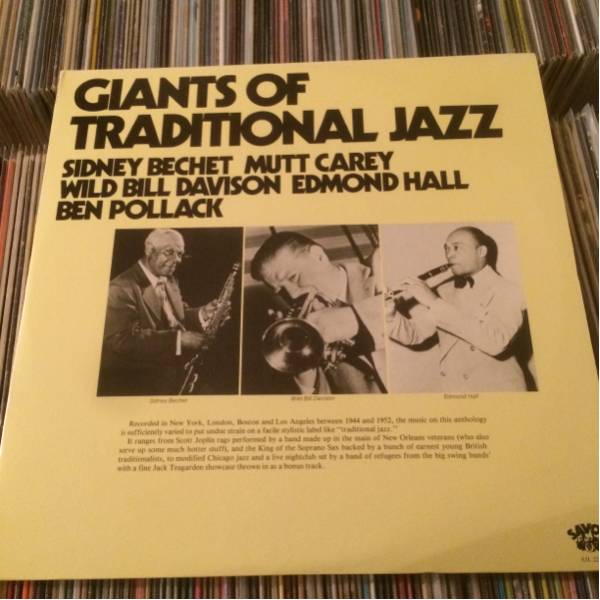 GIANTS OF
TRADITIONAL JAZZ
SIDNEY BECHET MUTT CAREY
WILD BILL DAVISON EDMOND HALL
BEN POLLACK
Sidney Bechet
Wild Bill Davison
Edmond Hall
Recorded in New York, London, Boston and Los Angeles between 1944 and 1952, the music on this anthology
is sufficiently varied to put undue strain on a facile stylistic label like "traditional jazz."
It ranges from Scott Joplin rags performed by a band made up in the main of New Orleans veterans (who also
serve up some much hotter stuff), and the King of the Soprano Sax backed by a bunch of earnest young British
traditionalists, to modified Chicago jazz and a live nightclub set by a band of refugees from the big swing bands'
with a fine Jack Teagarden showcase thrown in as a bonus track.
SAVOY
SJL 22